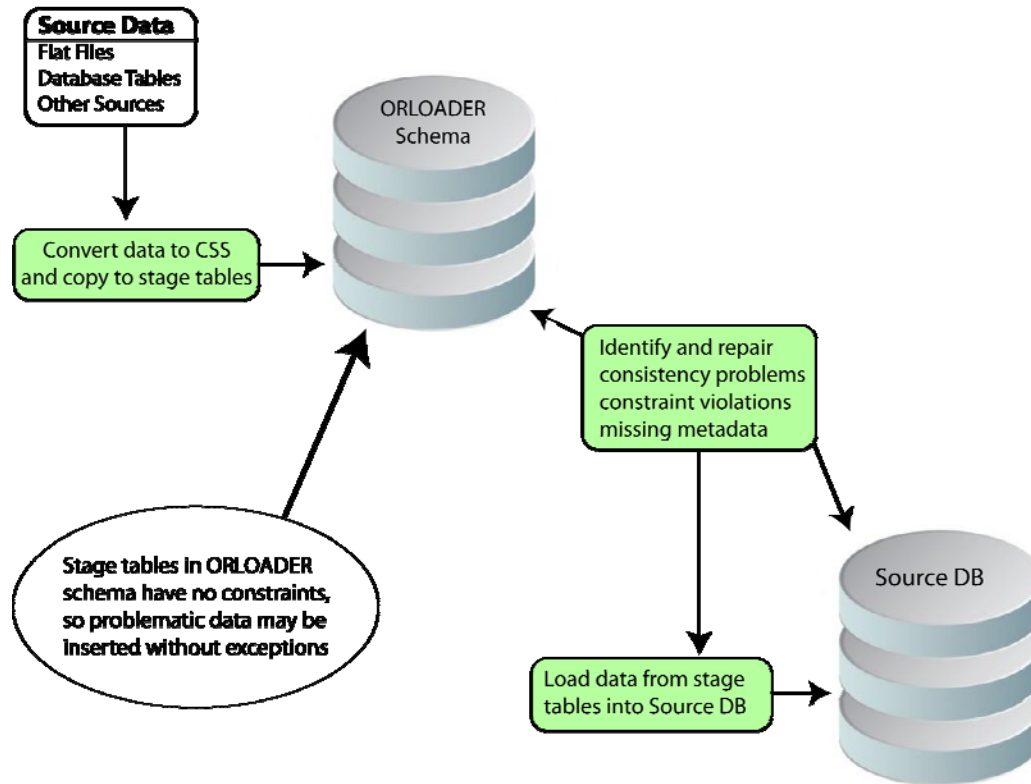 Source Data
Flat Files
Database Tables
Other Sources
ORLOADER
Schema
Convert data to CSS
and copy to stage tables
Identify and repair
consistency problems
constraint violations
missing metadata
Stage tables in ORLOADER
schema have no constraints,
so problematic data may be
inserted without exceptions
Source DB
Load data from stage
tables into Source DB